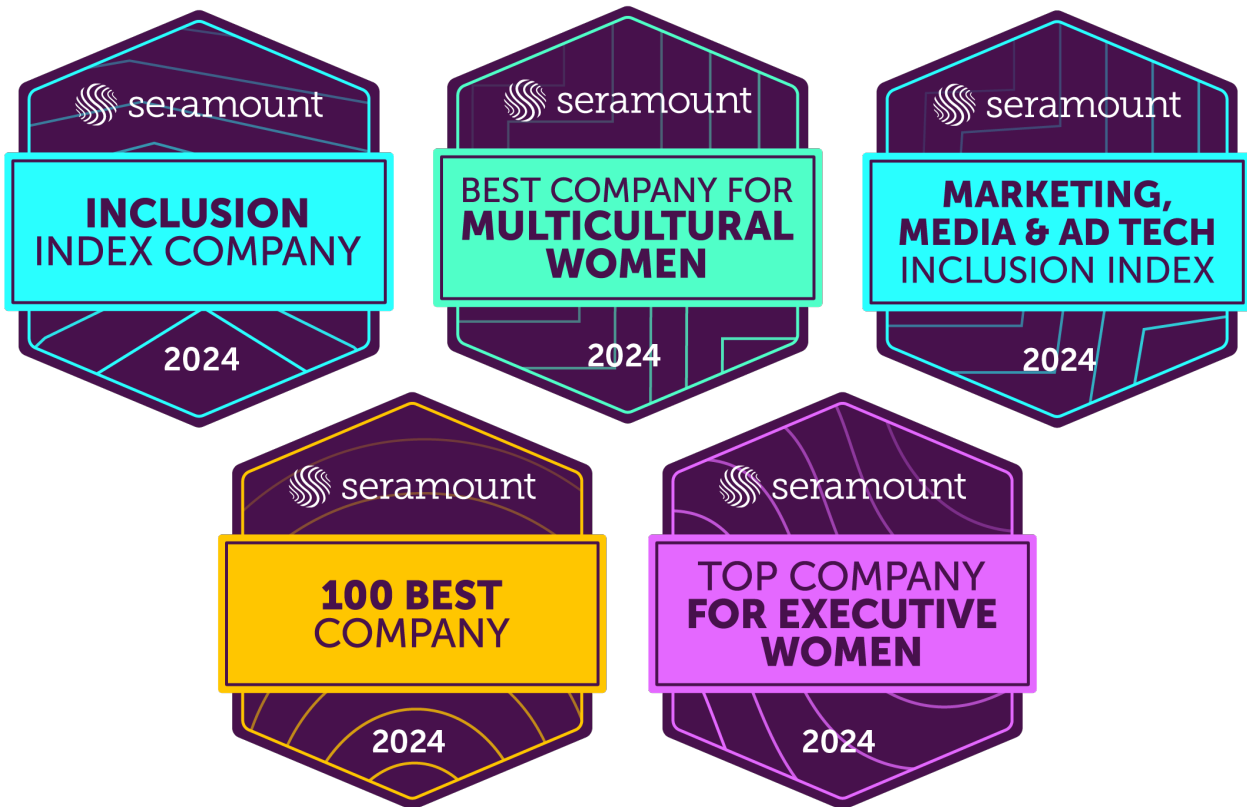 seramount
INCLUSION
INDEX COMPANY
2024
seramount
BEST COMPANY FOR
MULTICULTURAL
WOMEN
2024
seramount
MARKETING,
MEDIA & AD TECH
INCLUSION INDEX
2024
seramount
100 BEST
COMPANY
2024
seramount
TOP COMPANY
FOR EXECUTIVE
WOMEN
2024